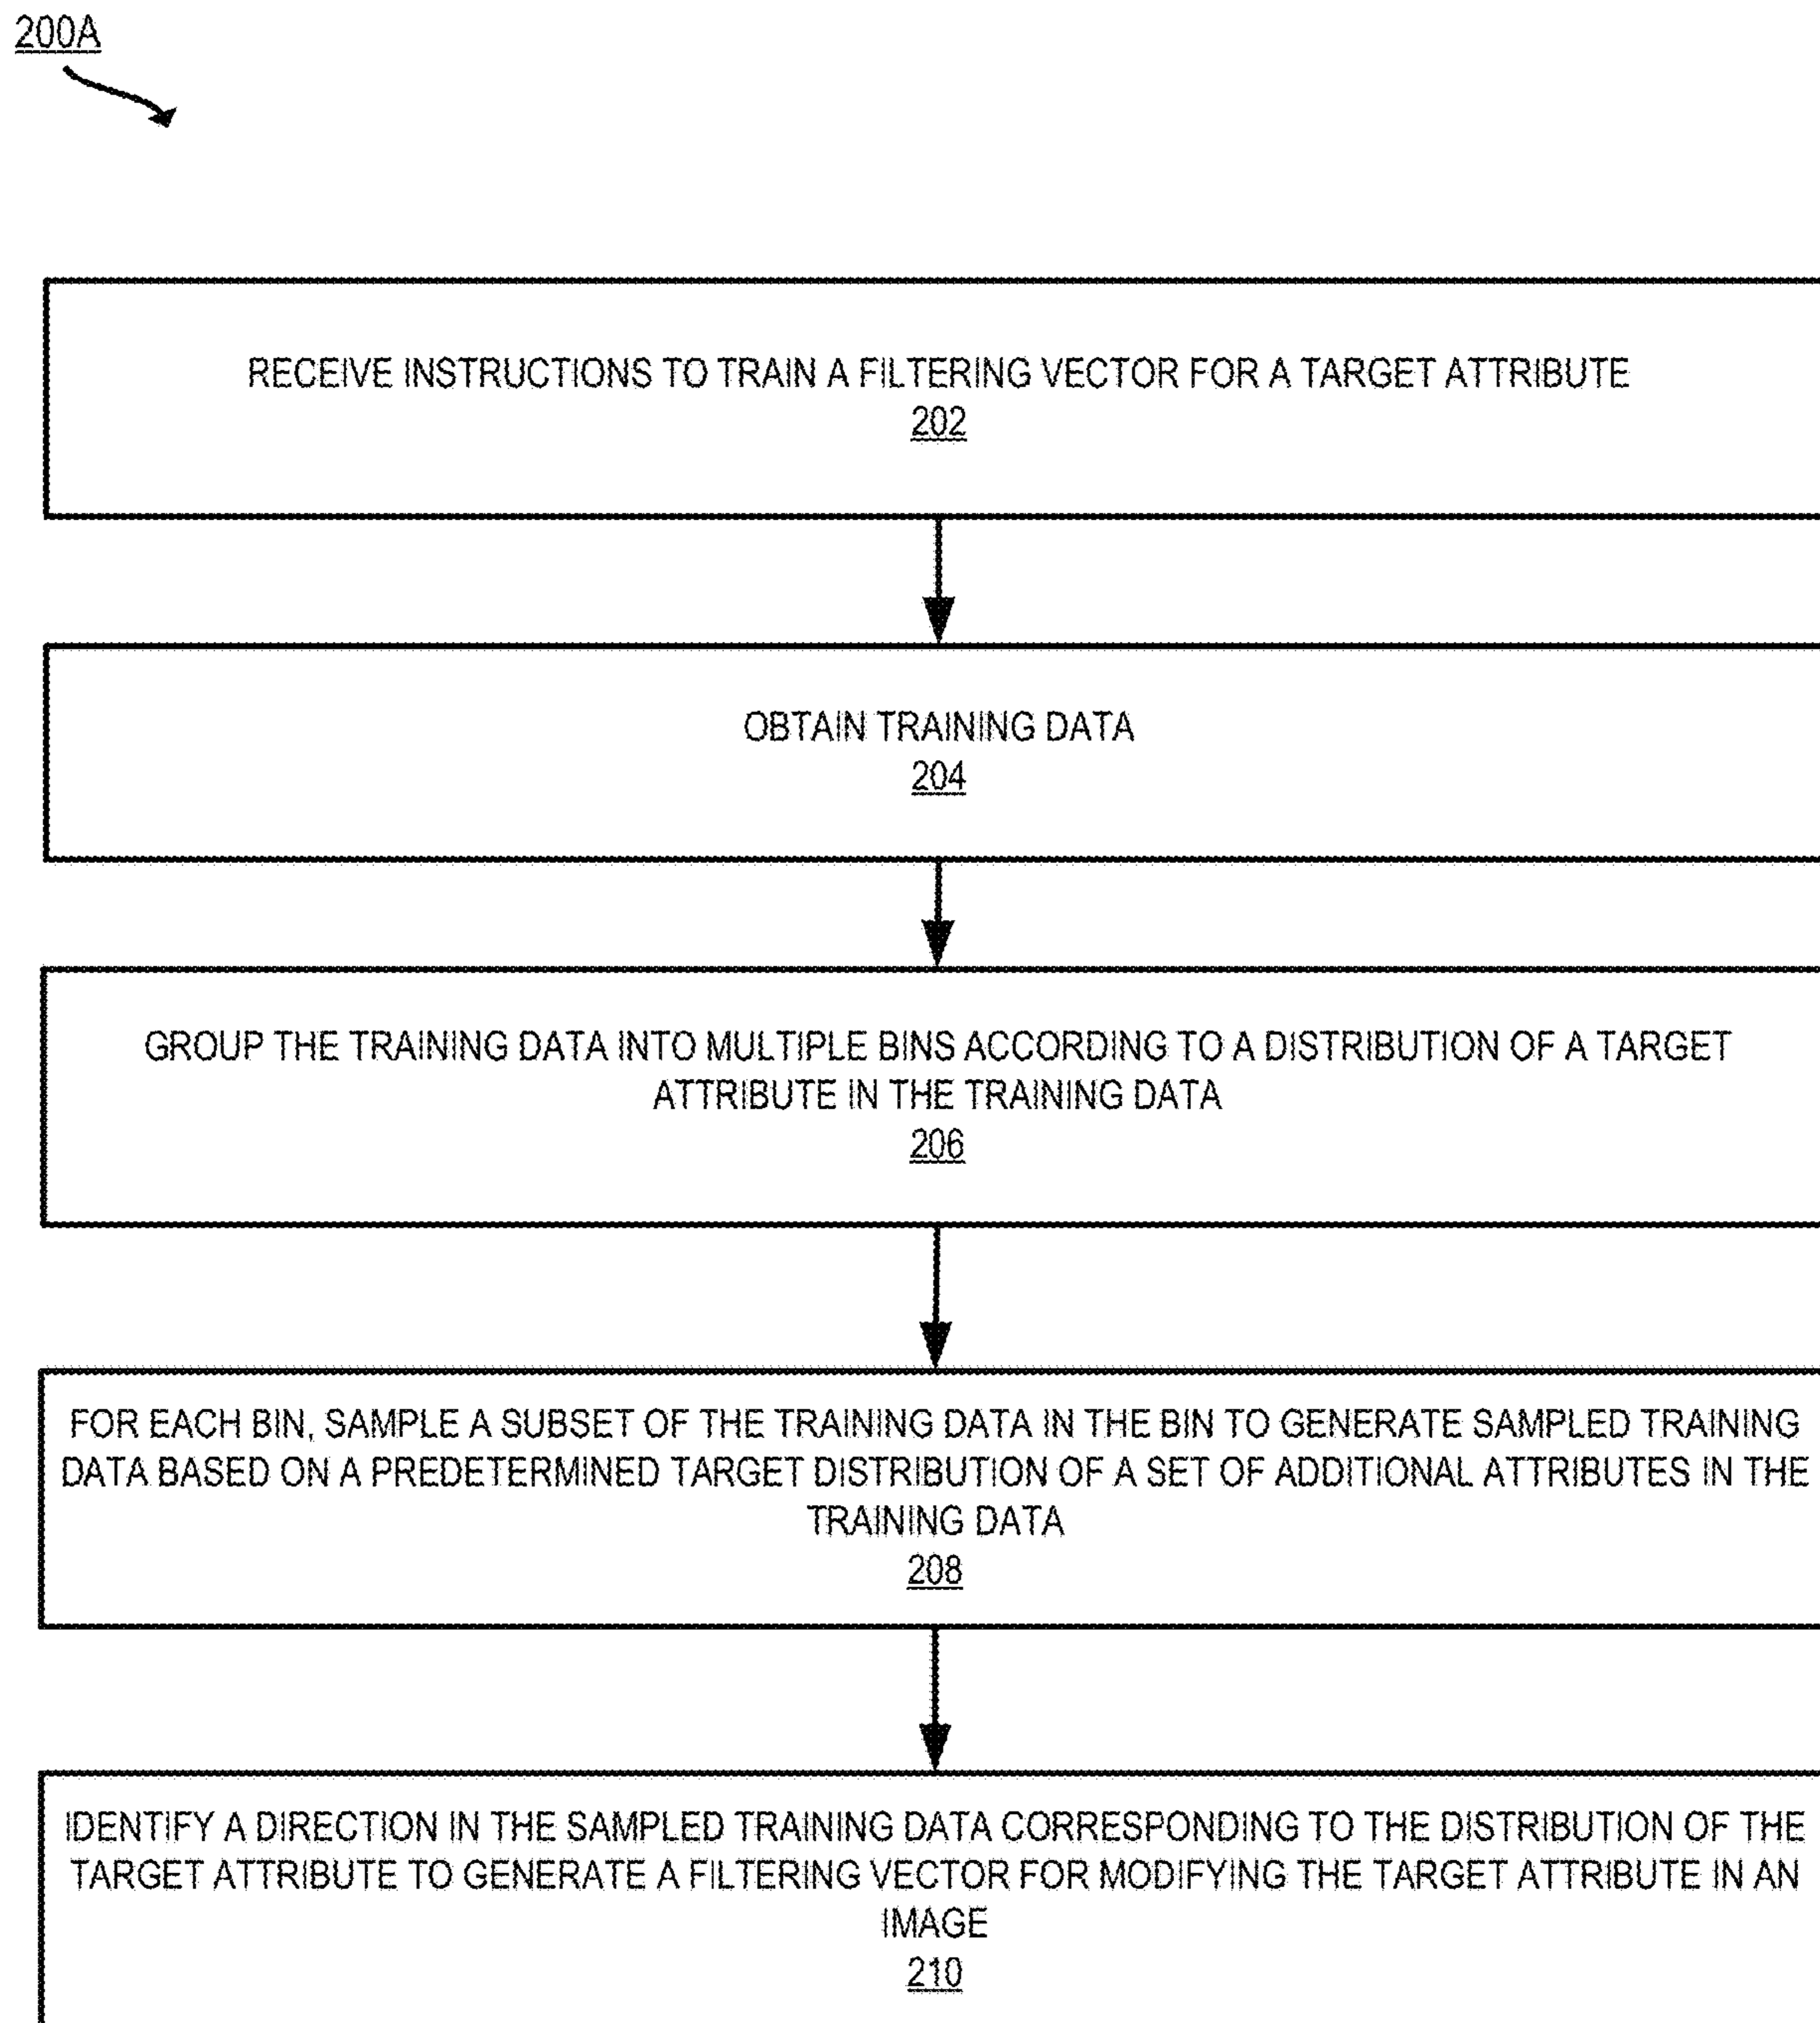 200A
RECEIVE INSTRUCTIONS TO TRAIN A FILTERING VECTOR FOR A TARGET ATTRIBUTE
202
OBTAIN TRAINING DATA
204
GROUP THE TRAINING DATA INTO MULTIPLE BINS ACCORDING TO A DISTRIBUTION OF A TARGET
ATTRIBUTE IN THE TRAINING DATA
206
FOR EACH BIN, SAMPLE A SUBSET OF THE TRAINING DATA IN THE BIN TO GENERATE SAMPLED TRAINING
DATA BASED ON A PREDETERMINED TARGET DISTRIBUTION OF A SET OF ADDITIONAL ATTRIBUTES IN THE
TRAINING DATA
208
IDENTIFY A DIRECTION IN THE SAMPLED TRAINING DATA CORRESPONDING TO THE DISTRIBUTION OF THE
TARGET ATTRIBUTE TO GENERATE A FILTERING VECTOR FOR MODIFYING THE TARGET ATTRIBUTE IN AN
IMAGE
210